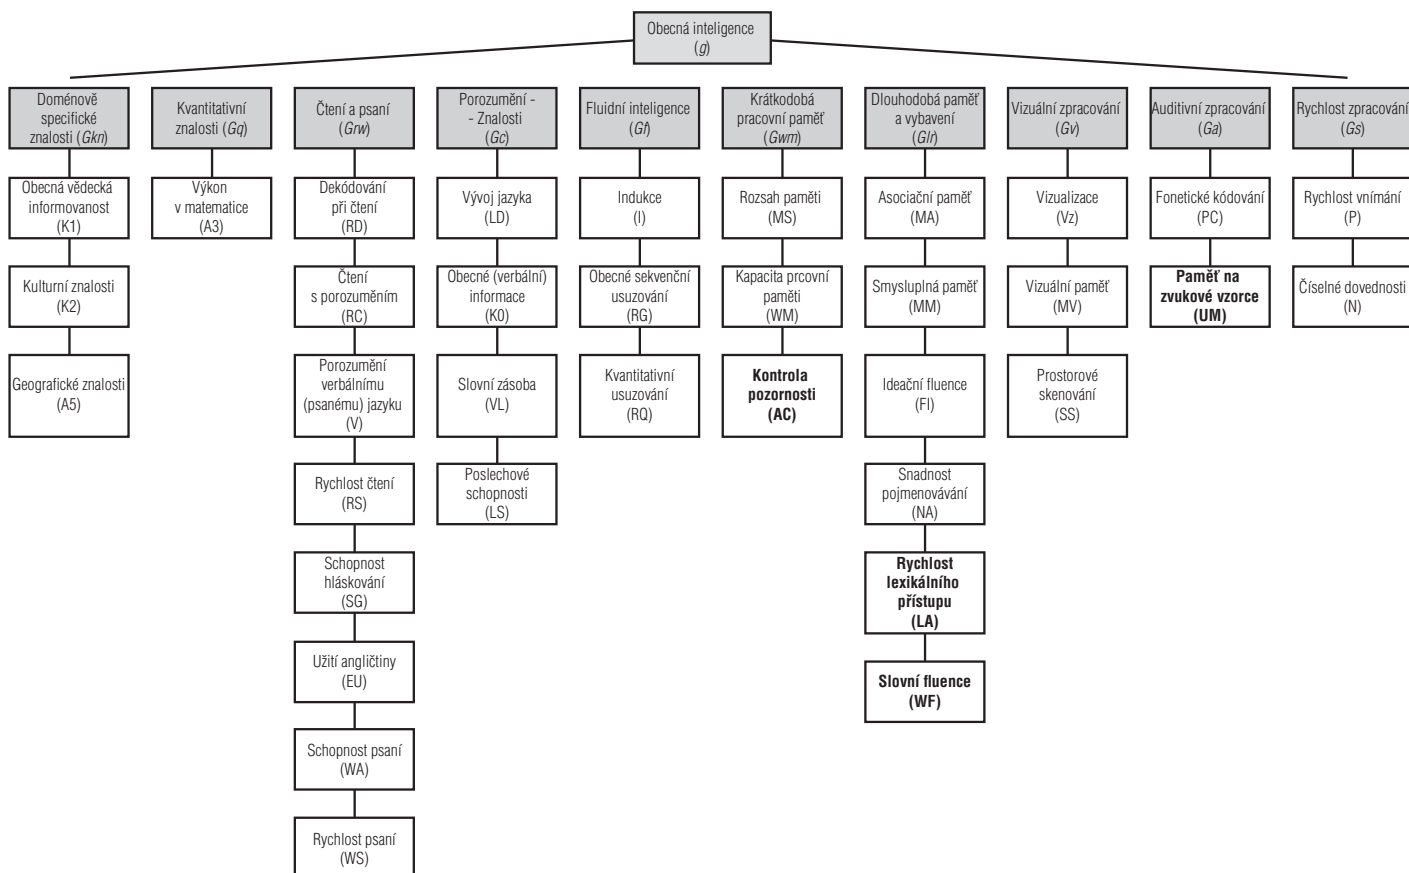 Obecná inteligence
(g)
Doménově
specifické
znalosti (Gkn)
Obecná vědecká
informovanost
(K1)
Kulturní znalosti
(K2)
Geografické znalosti
(A5)
Kvantitativní
znalosti (Gq)
Výkon
v matematice
(A3)
Čtení a psaní
(Grw)
Dekódování
při čtení
(RD)
Čtení
s porozuměním
(RC)
Porozumění
verbálnímu
(psanému) jazyku
(V)
Rychlost čtení
(RS)
Schopnost
hláskování
(SG)
Užití angličtiny
(EU)
Schopnost psaní
(WA)
Rychlost psaní
(WS)
Porozumění -
- Znalosti
(Gc)
Vývoj jazyka
(LD)
Obecné (verbální)
informace
(K0)
Slovní zásoba
(VL)
Poslechové
schopnosti
(LS)
Fluidní inteligence
(Gf)
Indukce
(I)
Obecné sekvenční
usuzování
(RG)
Kvantitativní
usuzování
(RQ)
Krátkodobá
pracovní paměť
(Gwm)
Rozsah paměti
(MS)
Kapacita prcovní
paměti
(WM)
Kontrola
pozornosti
(AC)
Dlouhodobá paměť
a vybavení
(Glr)
Asociační paměť
(MA)
Smysluplná paměť
(MM)
Ideační fluence
(FI)
Snadnost
pojmenovávání
(NA)
Rychlost
lexikálního
přístupu
(LA)
Slovní fluence
(WF)
Vizuální zpracování
(Gv)
Vizualizace
(Vz)
Vizuální paměť
(MV)
Prostorové
skenování
(SS)
Auditivní zpracování
(Ga)
Fonetické kódování
(PC)
Paměť na
zvukové vzorce
(UM)
Rychlost zpracování
(Gs)
Rychlost vnímání
(P)
Číselné dovednosti
(N)